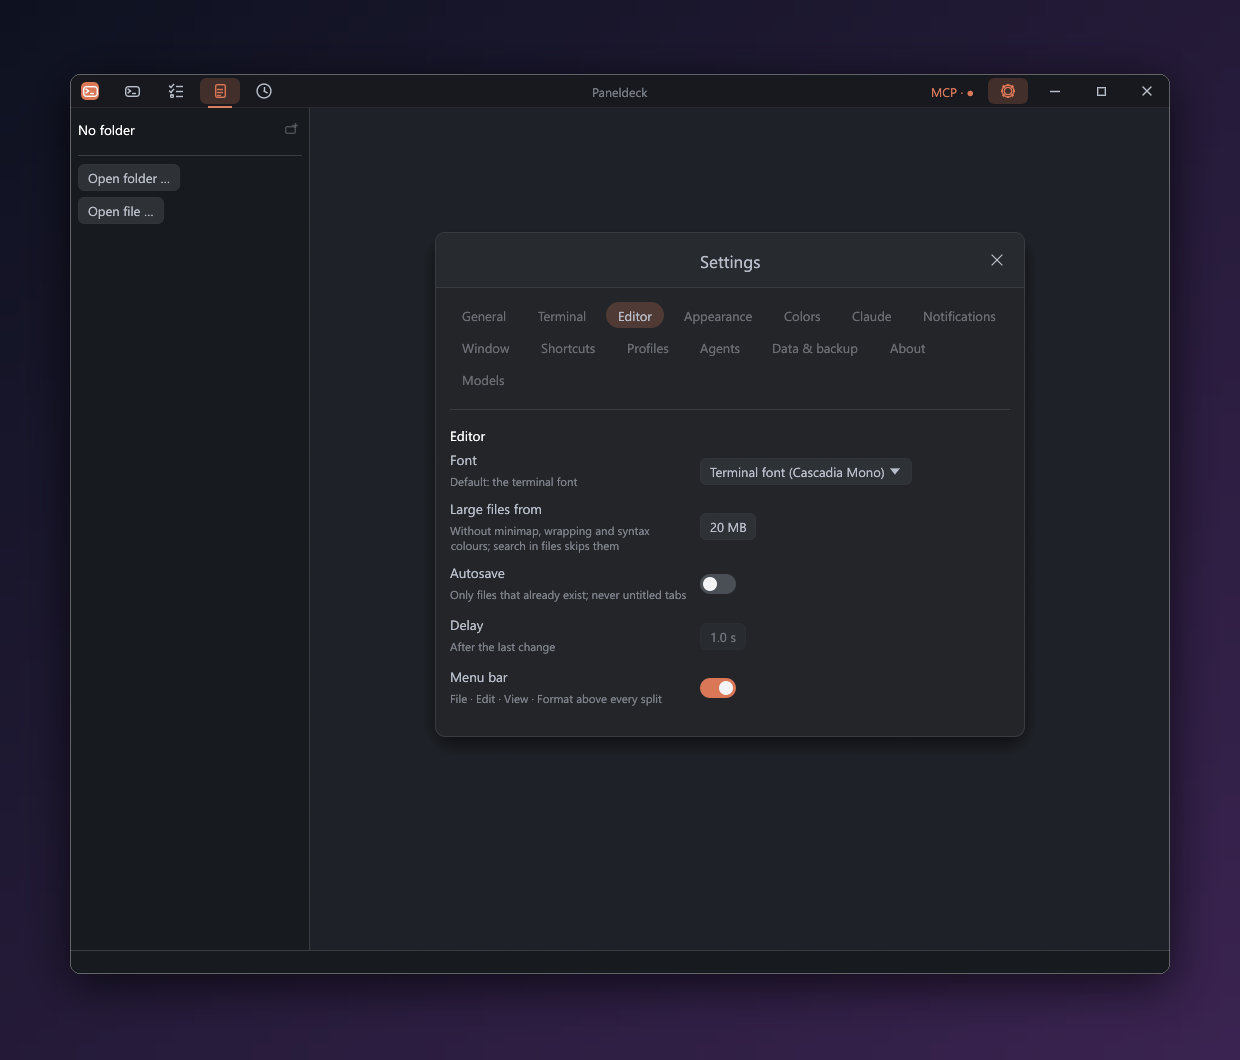 Paneldeck
MCP · ●
No folder
Open folder ...
Open file ...
Settings
General Terminal Editor Appearance Colors Claude Notifications
Window Shortcuts Profiles Agents Data & backup About
Models
Editor
Font
Default: the terminal font
Terminal font (Cascadia Mono)
Large files from
Without minimap, wrapping and syntax
colours; search in files skips them
20 MB
Autosave
Only files that already exist; never untitled tabs
Delay
After the last change
1.0 s
Menu bar
File · Edit · View · Format above every split